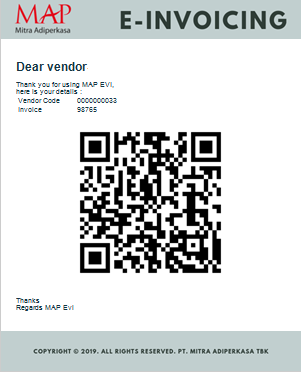 MAP
Mitra Adiperkasa
E-INVOICING
Dear vendor
Thank you for using MAP EVI,
here is your details :
Vendor Code 0000000033
Invoice 98765
Thanks
Regards MAP EVI
COPYRIGHT © 2019. ALL RIGHTS RESERVED. PT. MITRA ADIPERKASA TBK